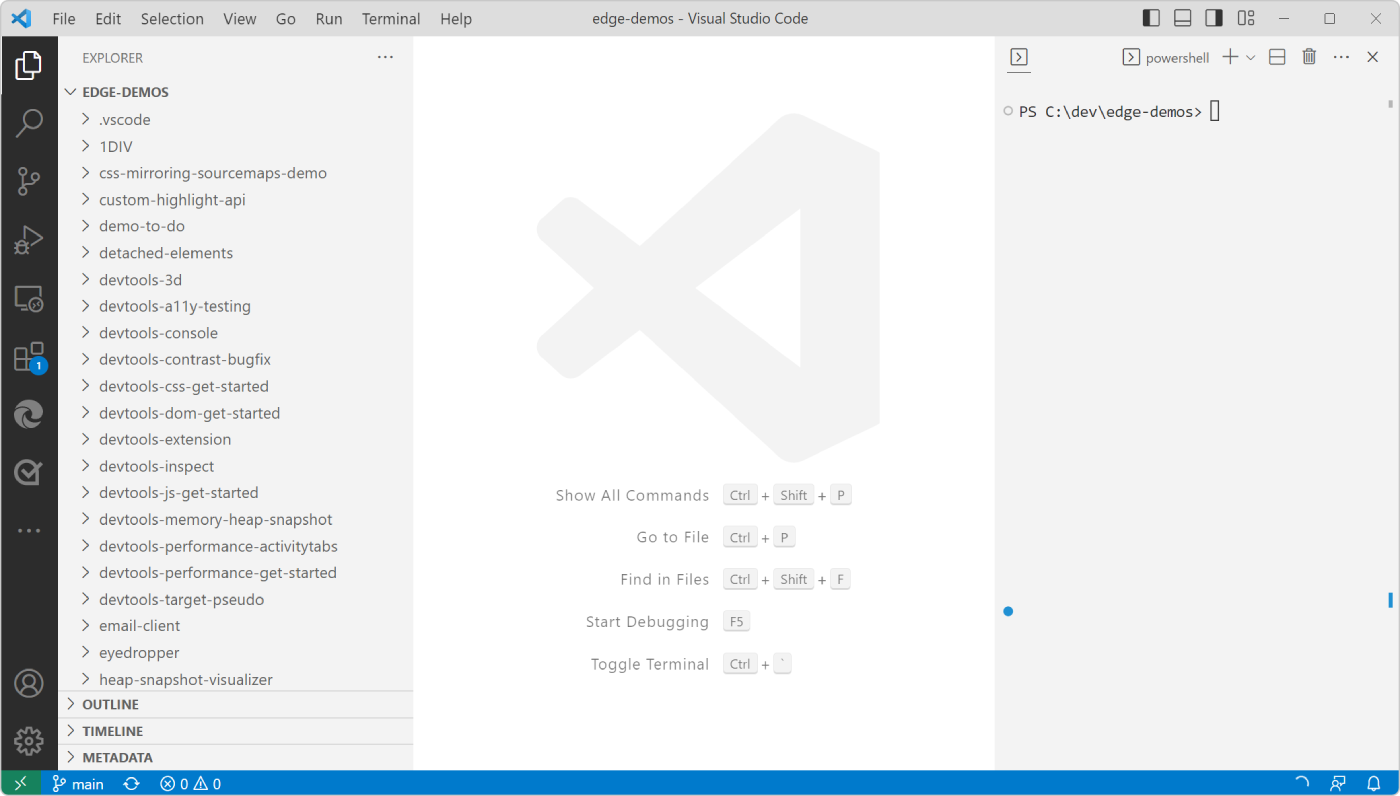 File Edit Selection View Go Run Terminal Help edge-demos - Visual Studio Code
EXPLORER
EDGE-DEMOS
.vscode
1DIV
css-mirroring-sourcemaps-demo
custom-highlight-api
demo-to-do
detached-elements
devtools-3d
devtools-a11y-testing
devtools-console
devtools-contrast-bugfix
devtools-css-get-started
devtools-dom-get-started
devtools-extension
devtools-inspect
devtools-js-get-started
devtools-memory-heap-snapshot
devtools-performance-activitytabs
devtools-performance-get-started
devtools-target-pseudo
email-client
eyedropper
heap-snapshot-visualizer
OUTLINE
TIMELINE
METADATA
1
Show All Commands Ctrl + Shift + P
Go to File Ctrl + P
Find in Files Ctrl + Shift + F
Start Debugging F5
Toggle Terminal Ctrl + `
powershell
PS C:\dev\edge-demos>
main 0 0